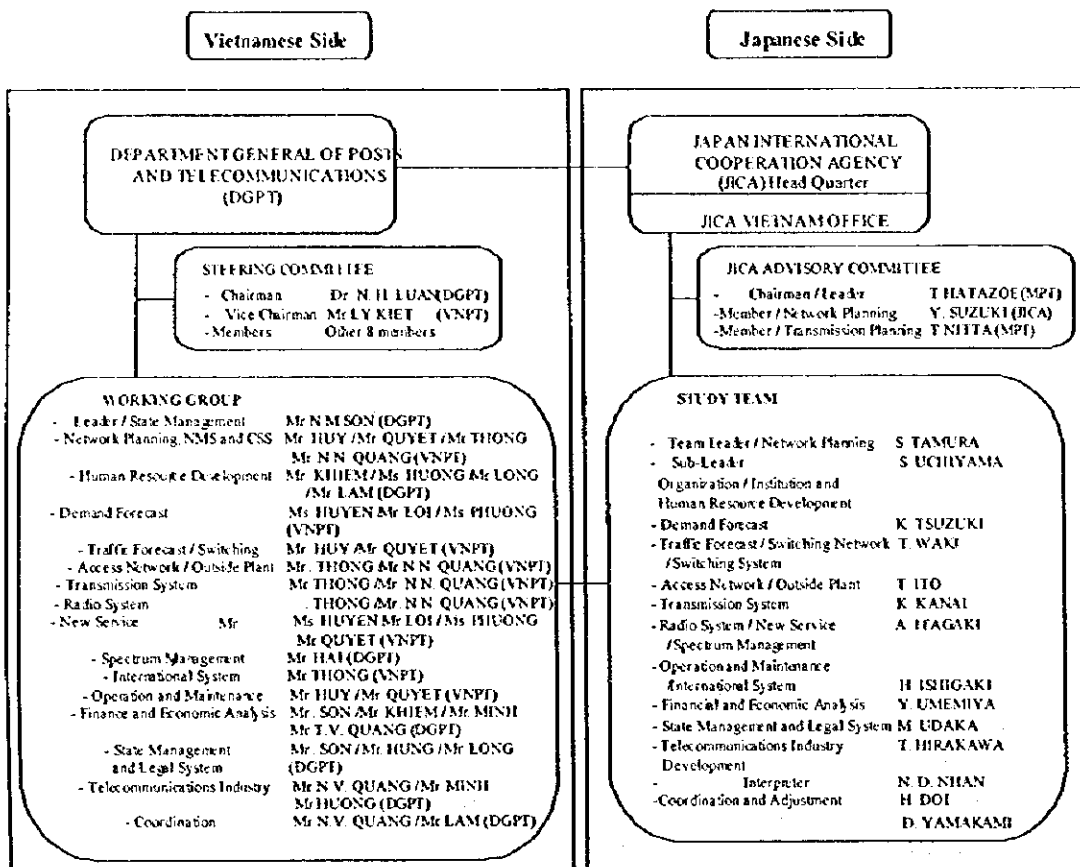 Vietnamese Side
Japanese Side
DEPARTMENT GENERAL OF POSTS
AND TELECOMMUNICATIONS
(DGPT)
JAPAN INTERNATIONAL
COOPERATION AGENCY
(JICA) Head Quarter
JICA VIETNAM OFFICE
STEERING COMMITTEE
- Chairman Dr. N. H. LUAN(DGPT)
- Vice Chairman Mr LY KIET (VNPT)
-Members Other 8 members
JICA ADVISORY COMMITTEE
- Chairman / Leader T HATAZOE (MPT)
-Member / Network Planning Y. SUZUKI (JICA)
-Member / Transmission Planning T NITTA (MPT)
WORKING GROUP
- Leader / State Management Mr N M SON (DGPT)
- Network Planning, NMS and CSS Mr HUY / Mr QUYET / Mr THONG
Mr N N. QUANG (VNPT)
- Human Resource Development Mr KHIEM / Ms HUONG /Mr LONG
/ Mr LAM (DGPT)
- Demand Forecast Ms HUYEN /Mr LOI / Ms PHUONG
(VNPT)
- Traffic Forecast / Switching Mr HUY /Mr QUYET (VNPT)
- Access Network / Outside Plant Mr. THONG /Mr N N QUANG (VNPT)
- Transmission System Mr THONG /Mr N N. QUANG (VNPT)
- Radio System . THONG /Mr. N N QUANG (VNPT)
- New Service Mr Ms HUYEN Mr LOI / Ms PHUONG
Mr QUYET (VNPT)
- Spectrum Management Mr HAI (DGPT)
- International System Mr THONG (VNPT)
- Operation and Maintenance Mr HUY / Mr QUYET (VNPT)
- Finance and Economic Analysis Mr. SON /Mr KHIEM / Mr MINH
Mr T.V. QUANG (DGPT)
- State Management Mr. SON / Mr HUNG / Mr LONG
and Legal System (DGPT)
- Telecommunications Industry Mr N.V. QUANG / Mr MINH
Mr HUONG (DGPT)
- Coordination Mr N.V. QUANG / Mr LAM (DGPT)
STUDY TEAM
- Team Leader / Network Planning S TAMURA
- Sub-Leader S UCHIYAMA
Organization / Institution and
Human Resource Development
- Demand Forecast K TSUZUKI
- Traffic Forecast / Switching Network T. WAKI
/ Switching System
- Access Network / Outside Plant T ITO
- Transmission System K KANAI
- Radio System / New Service A ITAGAKI
/Spectrum Management
- Operation and Maintenance
/International System H ISHIGAKI
- Financial and Economic Analysis Y. UMEMIYA
- State Management and Legal System M. UDAKA
- Telecommunications Industry T. HIRAKAWA
Development
- Interpreter N. D. NHAN
-Coordination and Adjustment H DOI
D. YAMAKAMI